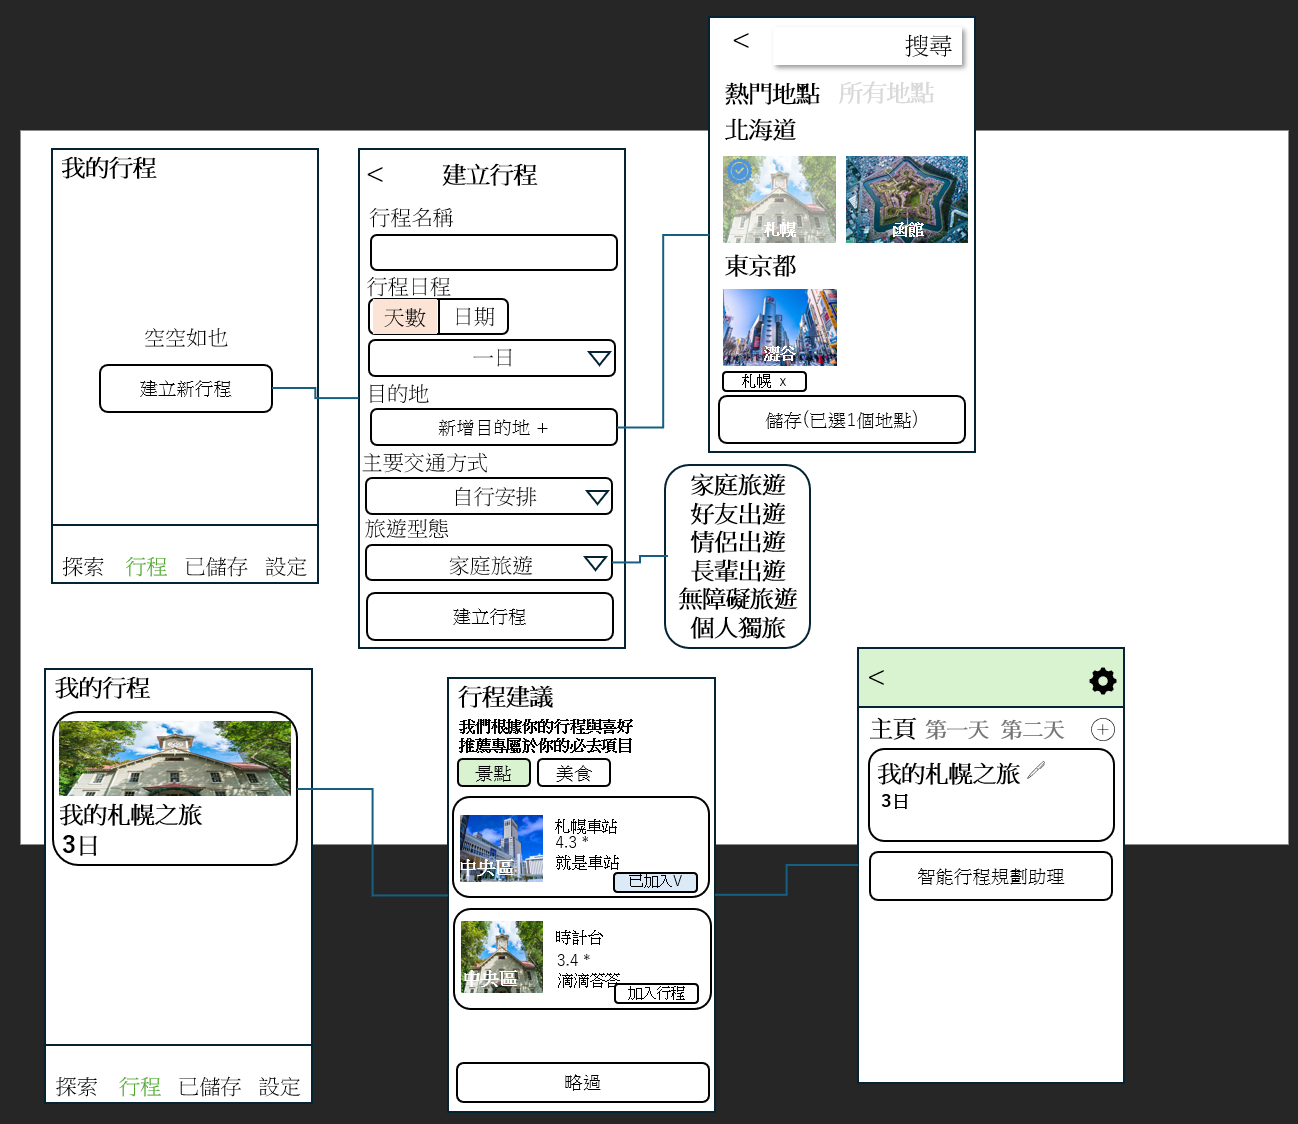 我的行程
空空如也
建立新行程
探索 行程 已儲存 設定
< 建立行程
行程名稱
行程日程
天數 日期
一日
目的地
新增目的地 +
主要交通方式
自行安排
旅遊型態
家庭旅遊
建立行程
< 搜尋
熱門地點 所有地點
北海道
札幌 函館
東京都
澀谷
札幌 x
儲存(已選1個地點)
家庭旅遊
好友出遊
情侶出遊
長輩出遊
無障礙旅遊
個人獨旅
我的行程
我的札幌之旅
3日
探索 行程 已儲存 設定
行程建議
我們根據你的行程與喜好
推薦專屬於你的必去項目
景點 美食
中央區
札幌車站
4.3 *
就是車站
已加入V
中央區
時計台
3.4 *
滴滴答答
加入行程
略過
<
主頁 第一天 第二天
我的札幌之旅
3日
智能行程規劃助理